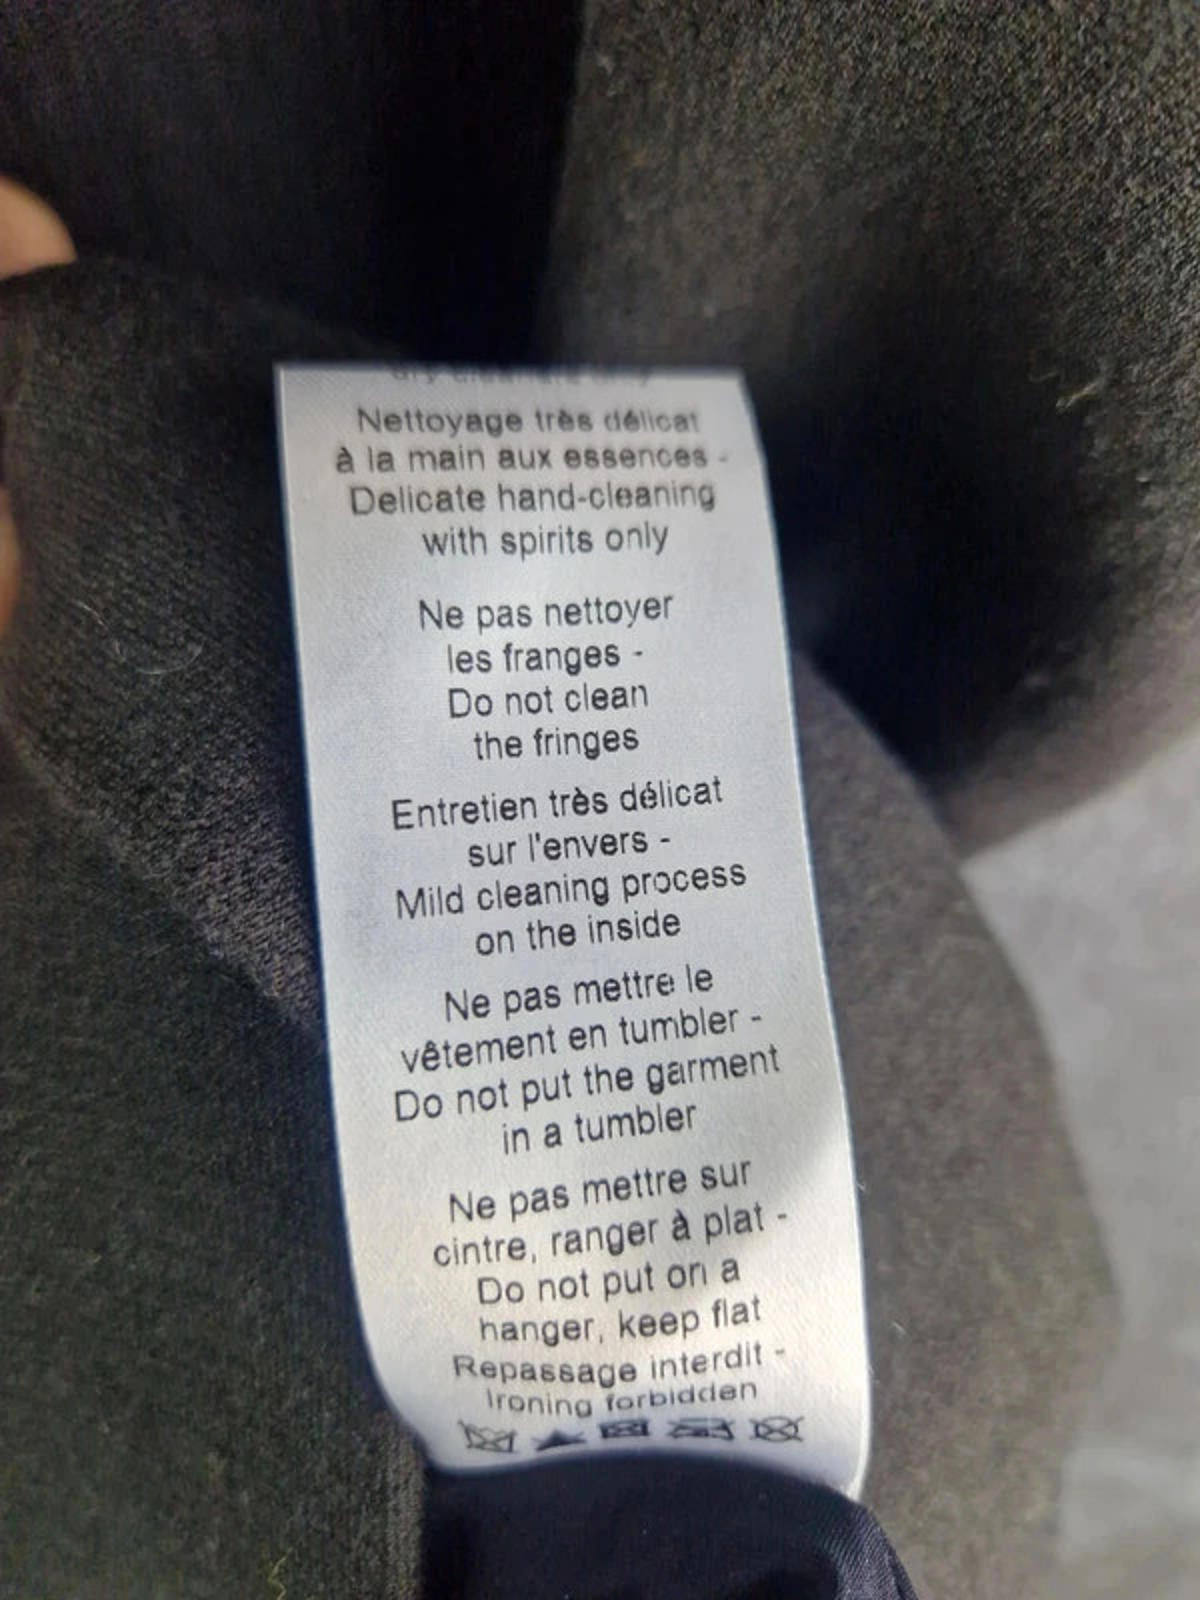 Nettoyage très délicat
à la main aux essences -
Delicate hand-cleaning
with spirits only
Ne pas nettoyer
les franges -
Do not clean
the fringes
Entretien très délicat
sur l'envers -
Mild cleaning process
on the inside
Ne pas mettre le
vêtement en tumbler -
Do not put the garment
in a tumbler
Ne pas mettre sur
cintre, ranger à plat -
Do not put on a
hanger, keep flat
Repassage interdit -
Ironing forbidden